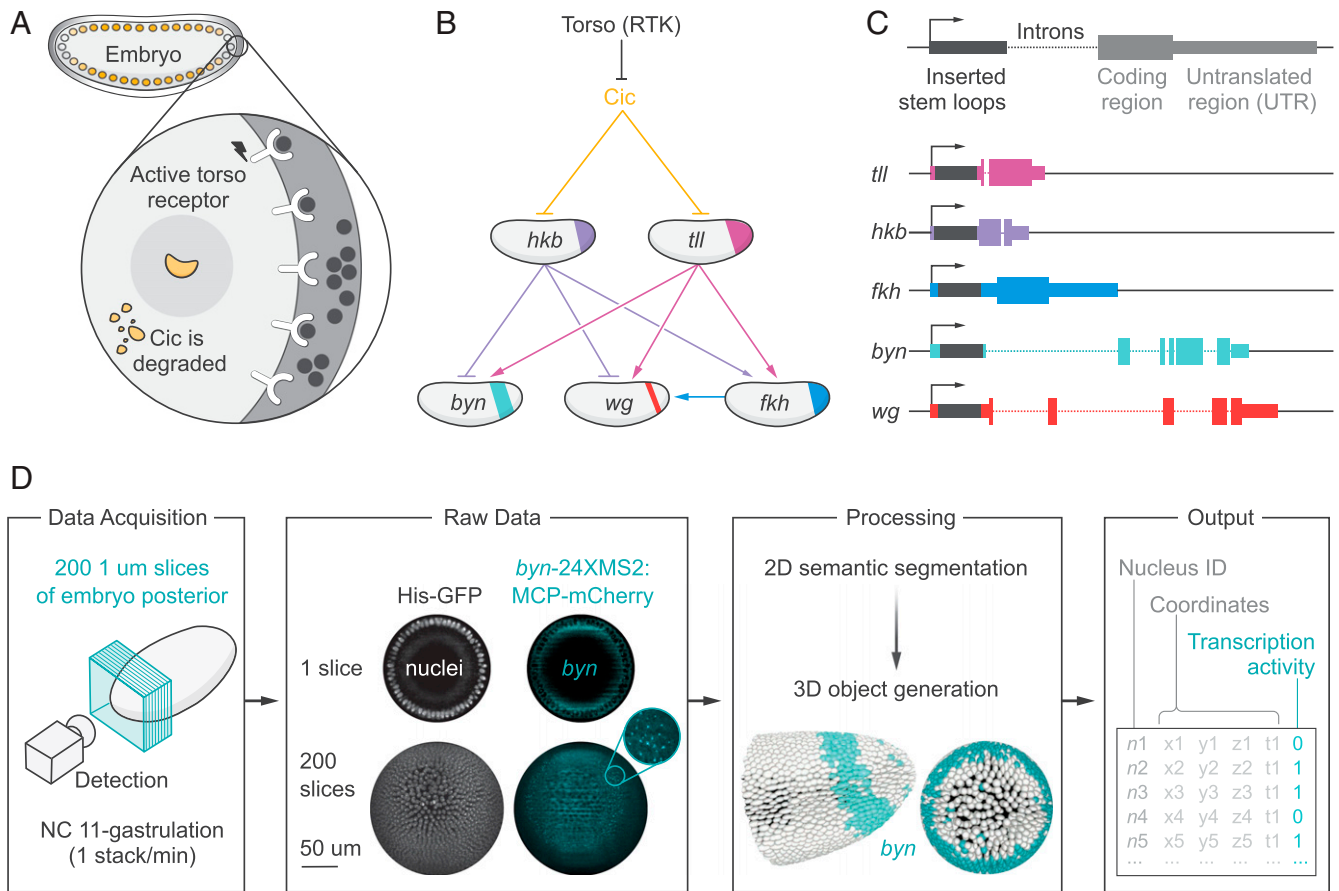 A
Embryo
Active torso
receptor
Cic is
degraded
B
Torso (RTK)
Cic
hkb
tll
byn
wg
fkh
C
Introns
Inserted
stem loops
Coding
region
Untranslated
region (UTR)
tll
hkb
fkh
byn
wg
D
Data Acquisition
200 1 um slices
of embryo posterior
Detection
NC 11-gastrulation
(1 stack/min)
Raw Data
His-GFP
byn-24XMS2:
MCP-mCherry
1 slice
nuclei
byn
200
slices
50 um
Processing
2D semantic segmentation
3D object generation
byn
Output
Nucleus ID
Coordinates
Transcription
activity
n1 x1 y1 z1 t1 0
n2 x2 y2 z2 t1 1
n3 x3 y3 z3 t1 1
n4 x4 y4 z4 t1 0
n5 x5 y5 z5 t1 1
... ... ... ... ... ...